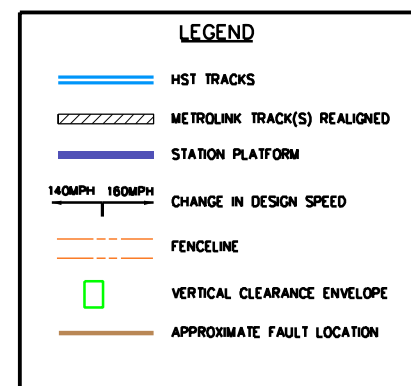 LEGEND
HST TRACKS
METROLINK TRACK(S) REALIGNED
STATION PLATFORM
140MPH 160MPH
CHANGE IN DESIGN SPEED
FENCELINE
VERTICAL CLEARANCE ENVELOPE
APPROXIMATE FAULT LOCATION